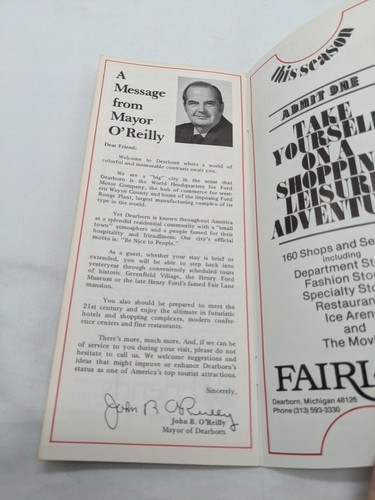 A
Message
from
Mayor
O'Reilly
Dear Friend:
Welcome to Dearborn where a world of
colorful and memorable contrasts await you.
We are a "big" city in the sense that
Dearborn is the World Headquarters for Ford
Motor Company, the hub of commerce for west-
ern Wayne County and home of the imposing Ford
Rouge Plant, largest manufacturing complex of its
type in the world.
Yet Dearborn is known throughout America
as a splendid residential community with a "small
town" atmosphere and a people famed for their
hospitality and friendliness. Our city's official
motto is: "Be Nice to People."
As a guest, whether your stay is brief or
extended, you will be able to step back into
yesteryear through conveniently scheduled tours
of historic Greenfield Village, the Henry Ford
Museum or the late Henry Ford's famed Fair Lane
mansion.
You also should be prepared to meet the
21st century and enjoy the ultimate in futuristic
hotels and shopping complexes, modern confer-
ence centers and fine restaurants.
There's more, much more. And, if we can be
of service to you during your visit, please do not
hesitate to call us. We welcome suggestions and
ideas that might improve or enhance Dearborn's
status as one of America's top tourist attractions.
Sincerely,
John B. O'Reilly
John B. O'Reilly
Mayor of Dearborn
this season
ADMIT ONE
TAKE
YOURSELF
ON A
SHOPPIN
LEISUR
ADVENT
160 Shops and Se
including
Department St
Fashion Stor
Specialty Sto
Restauran
Ice Aren
and
The Movi
FAIRL
Dearborn, Michigan 48126
Phone (313) 593-3330